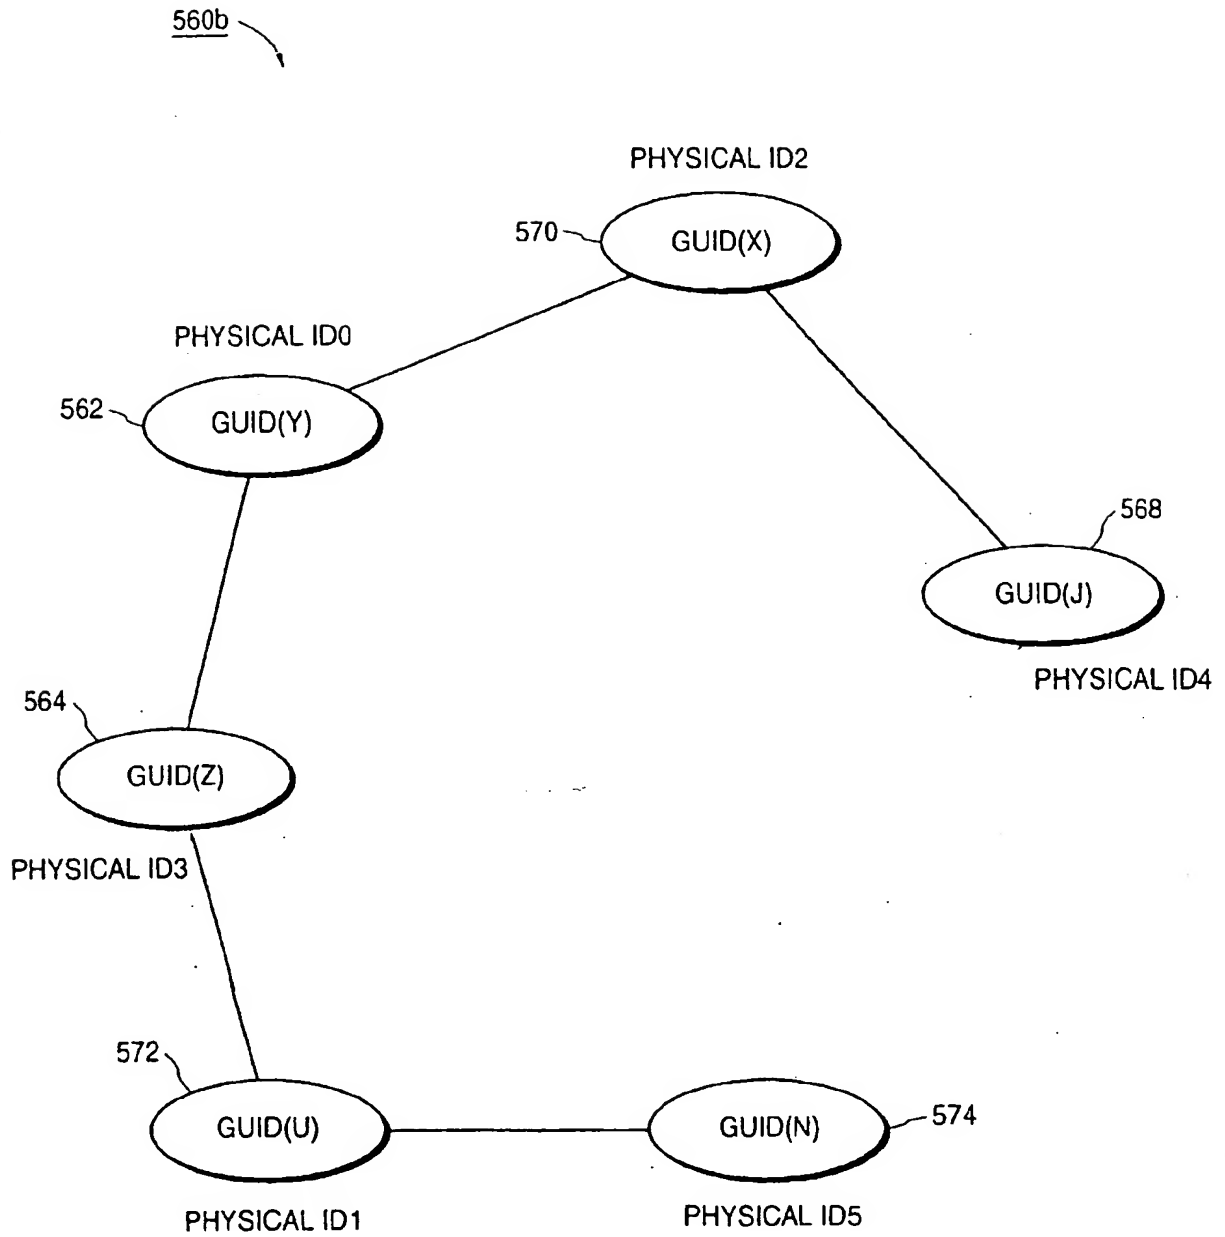 560b
PHYSICAL ID2
570
GUID(X)
PHYSICAL ID0
562
GUID(Y)
568
GUID(J)
PHYSICAL ID4
564
GUID(Z)
PHYSICAL ID3
572
GUID(U)
GUID(N)
574
PHYSICAL ID1
PHYSICAL ID5